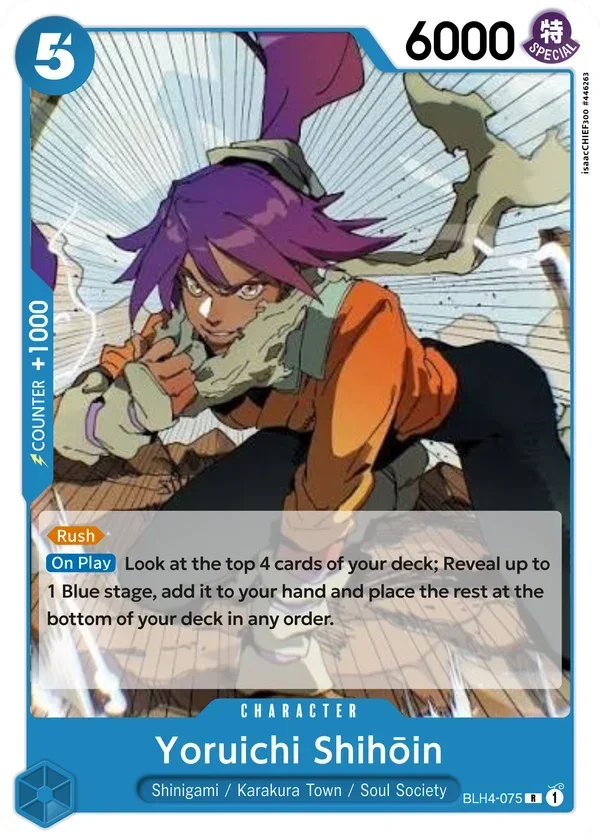 5
6000
特
SPECIAL
isaacCHIEF300 #446263
COUNTER +1000
Rush
On Play Look at the top 4 cards of your deck; Reveal up to
1 Blue stage, add it to your hand and place the rest at the
bottom of your deck in any order.
CHARACTER
Yoruichi Shihōin
Shinigami / Karakura Town / Soul Society
BLH4-075 R 1